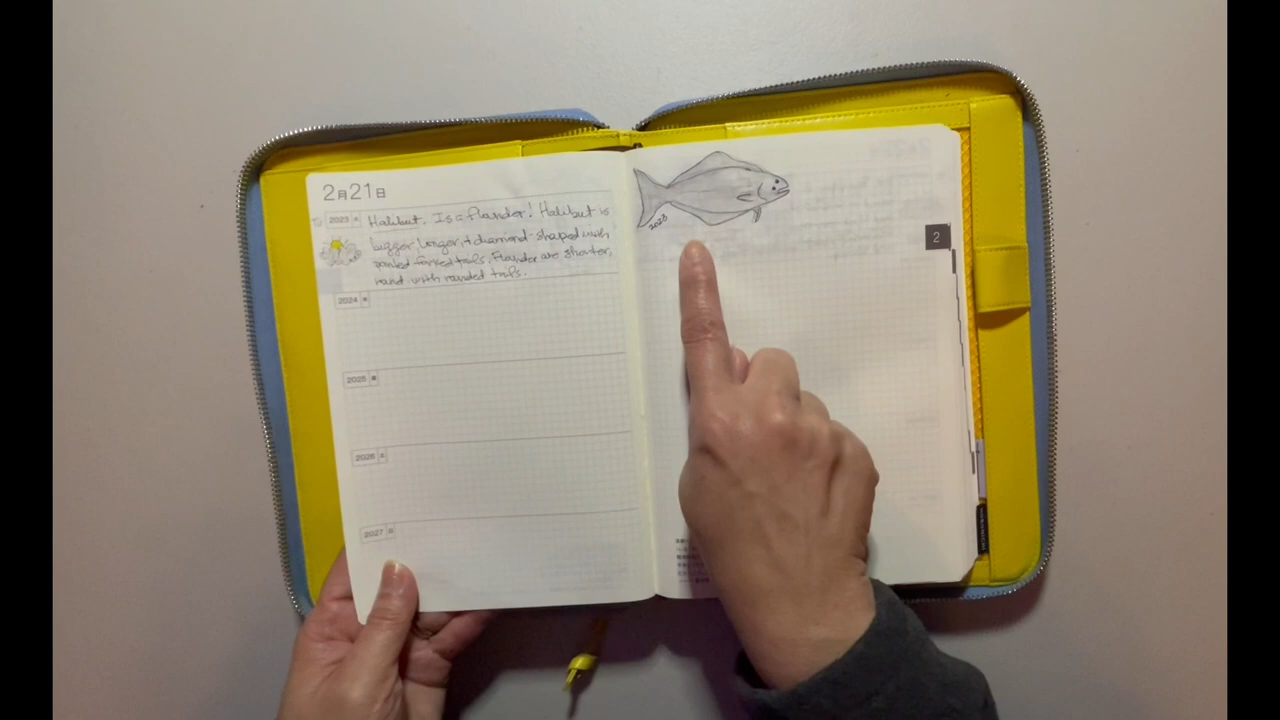 2月21日
2023
Halibut. Is a Flounder! Halibut is
bigger, longer, + diamond-shaped with
pointed forked tails. Flounder are shorter,
round with rounded tails.
2024
2025
2026
2027
2023
2